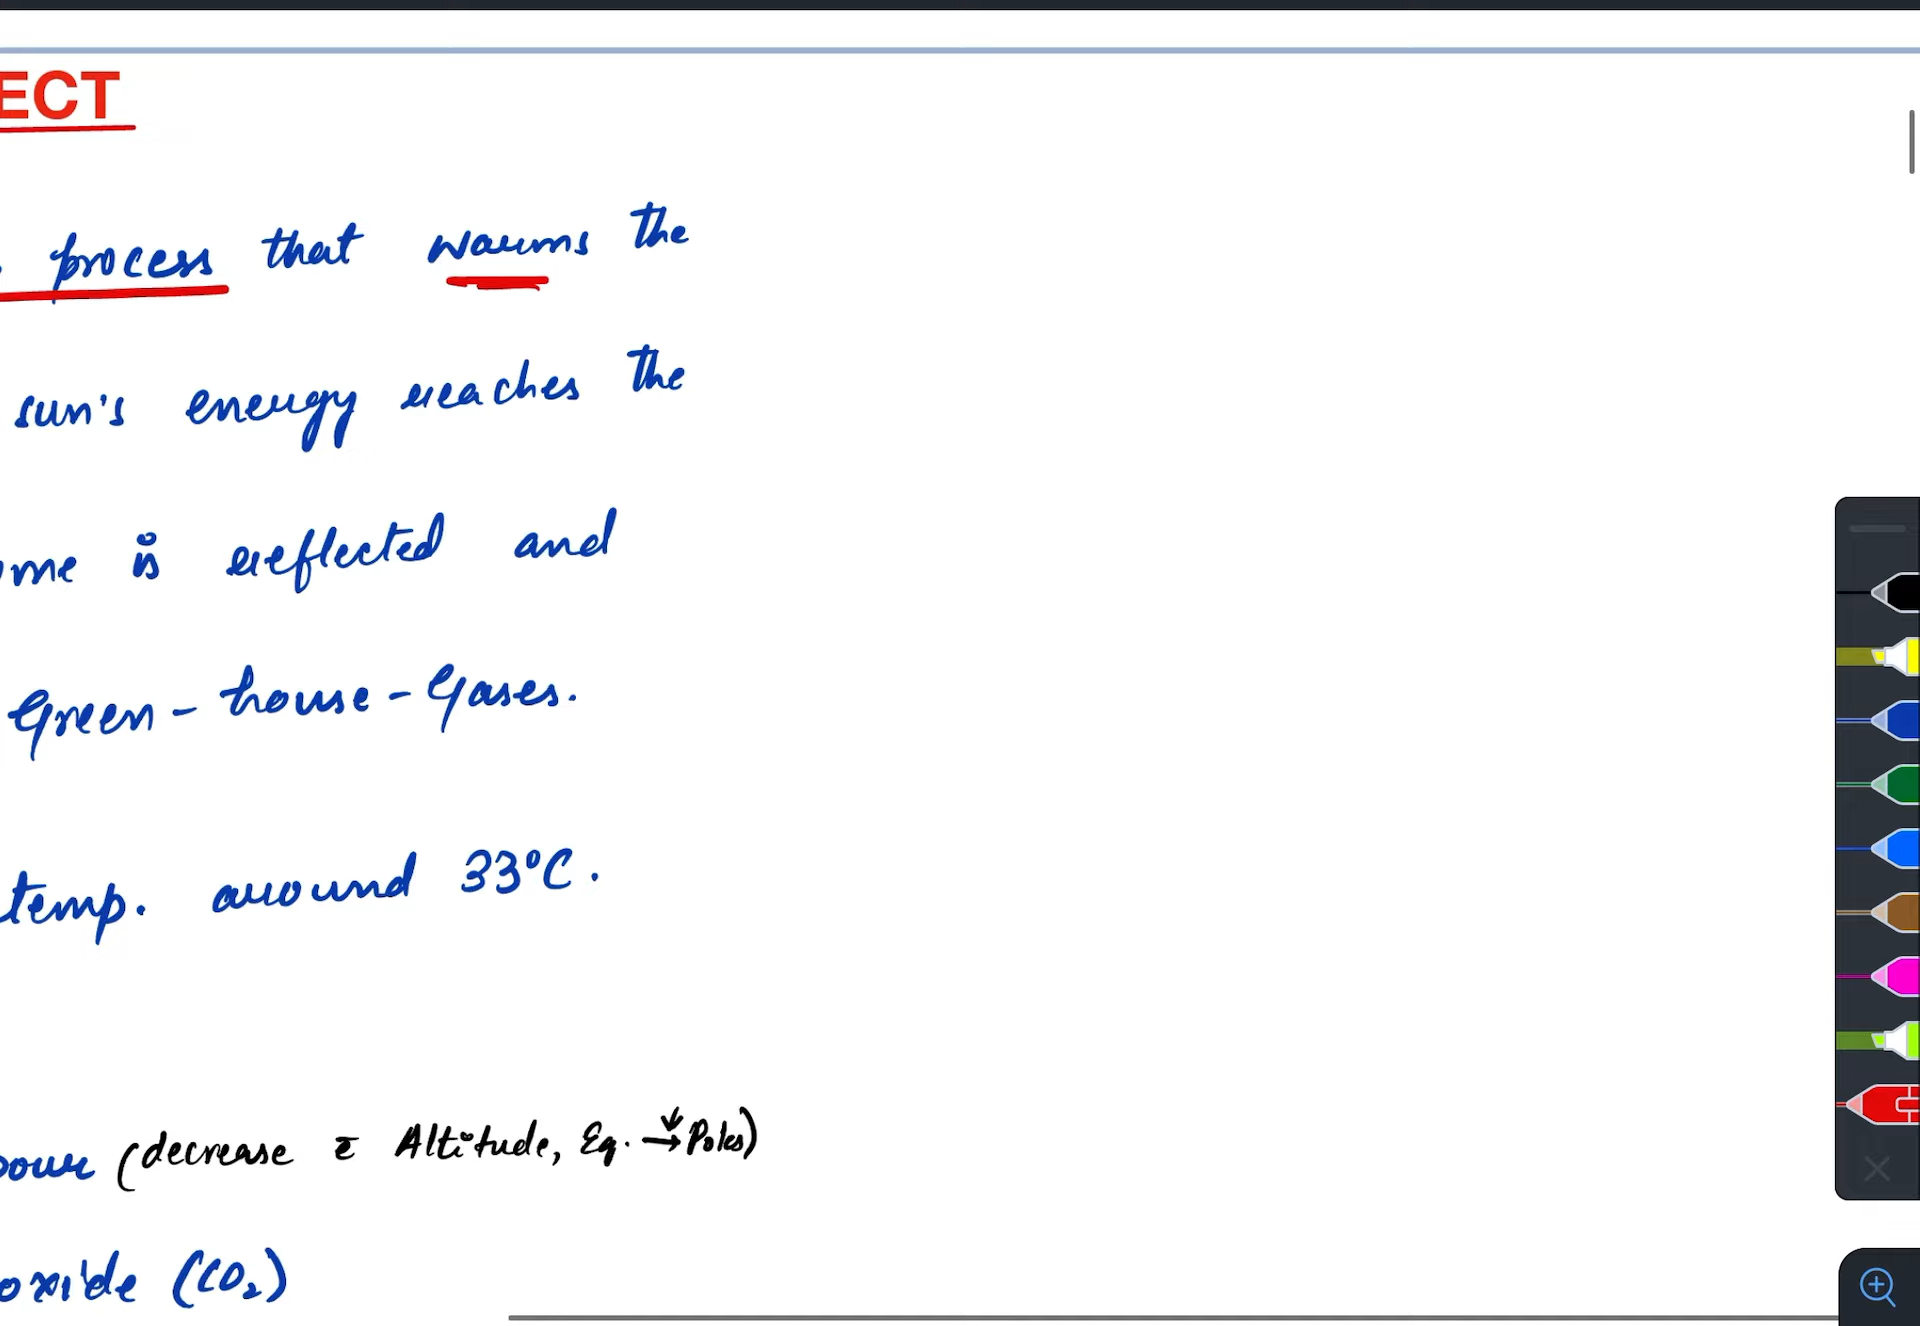 ECT
process that warms the
sun's energy reaches the
me is reflected and
Green-house-Gases.
temp. around 33°C.
pour (decrease c̄ Altitude, Eq. → Poles)
oxide (CO₂)